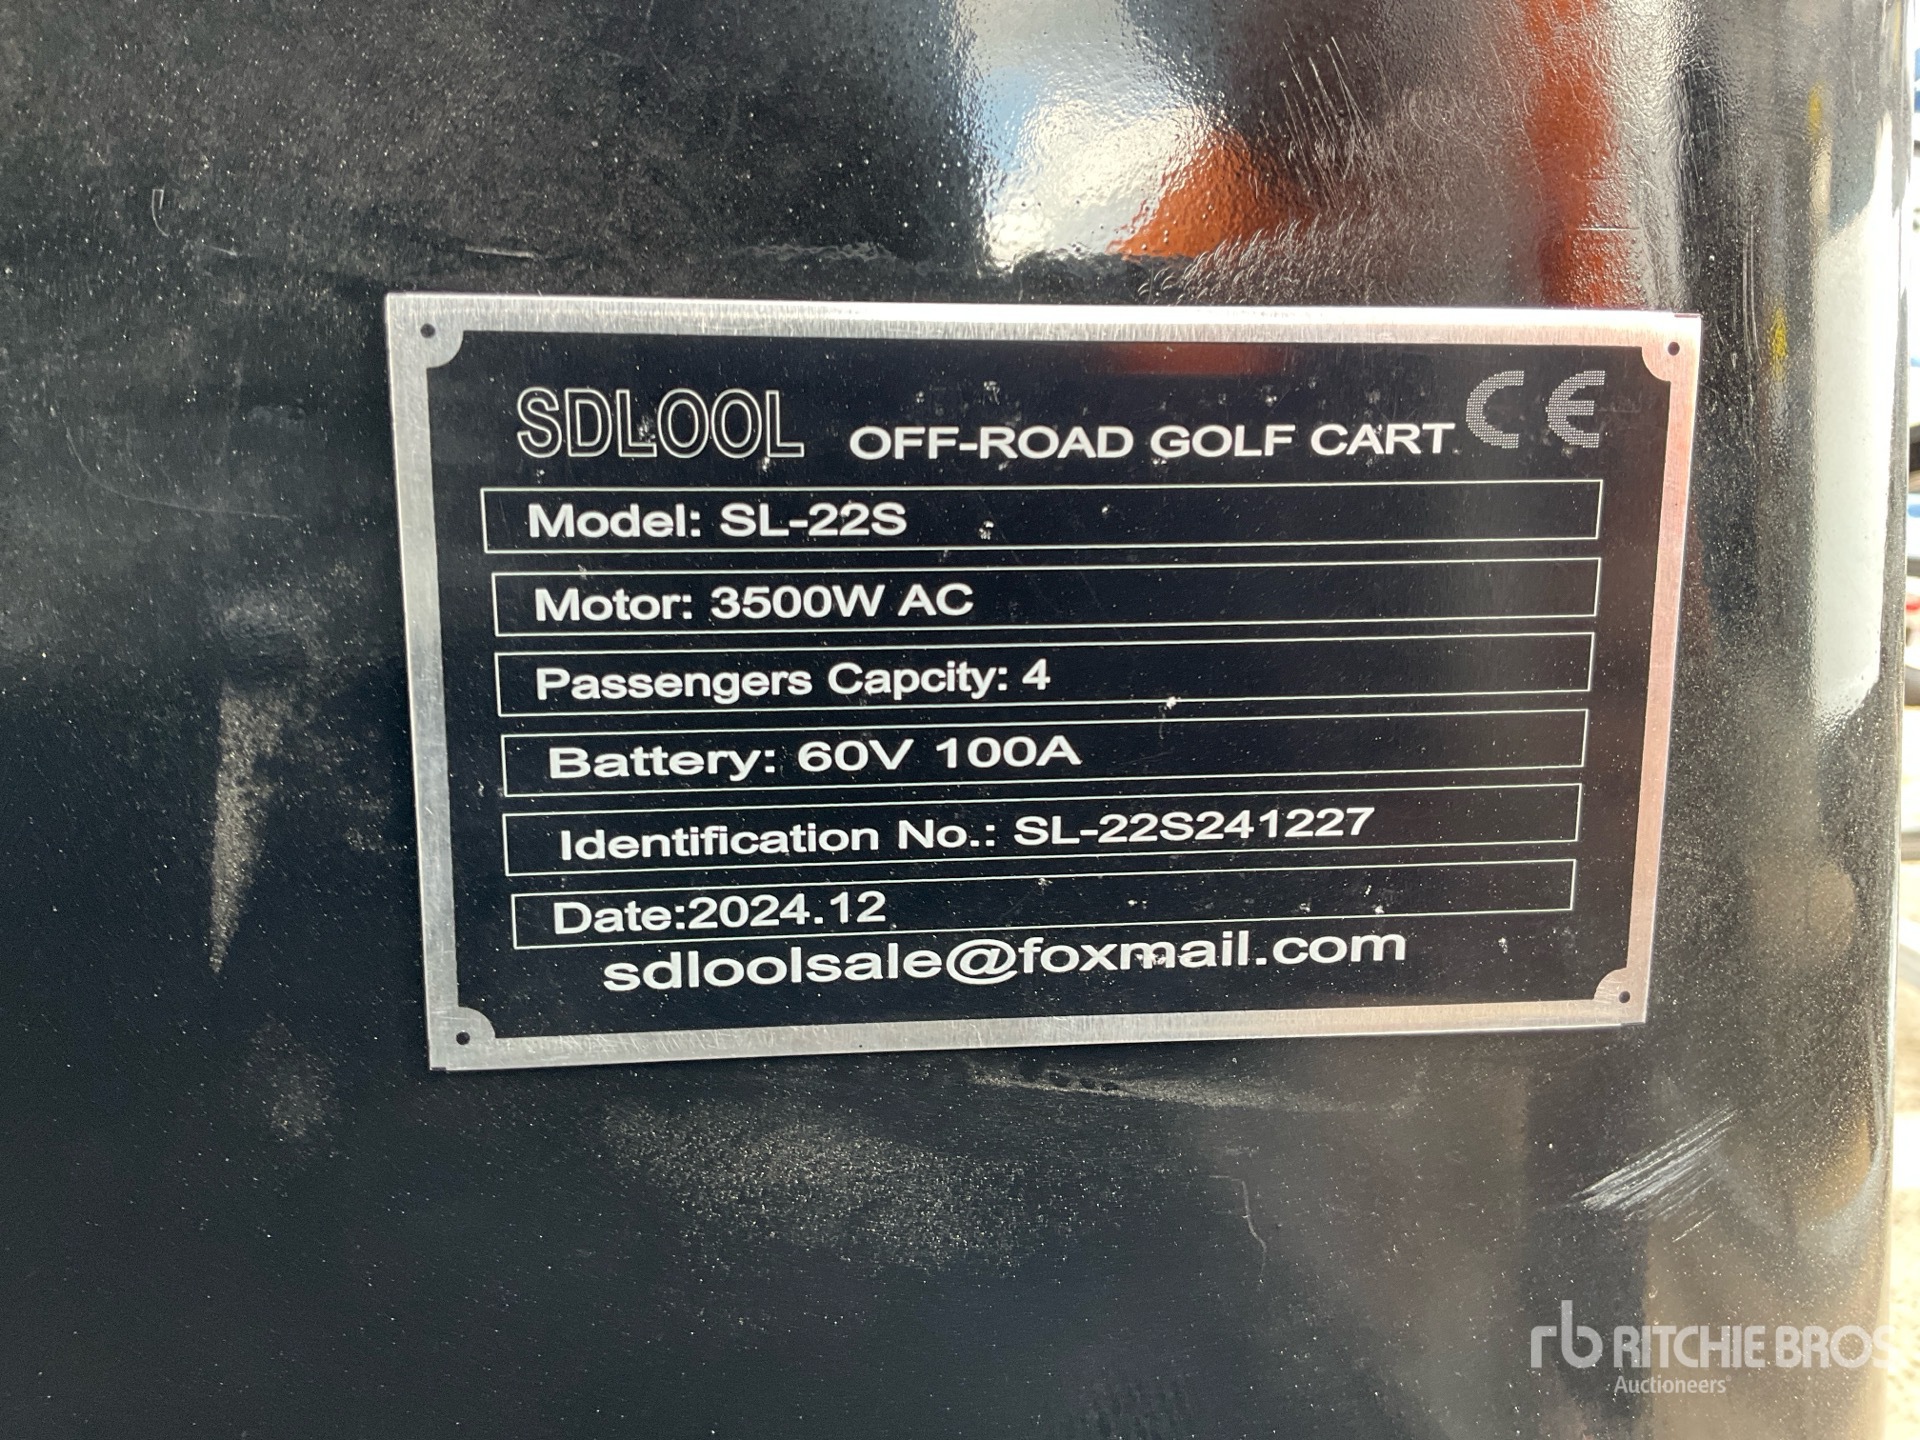 SDLOOL OFF-ROAD GOLF CART CE
Model: SL-22S
Motor: 3500W AC
Passengers Capcity: 4
Battery: 60V 100A
Identification No.: SL-22S241227
Date:2024.12
sdloolsale@foxmail.com
rb RITCHIE BROS
Auctioneers